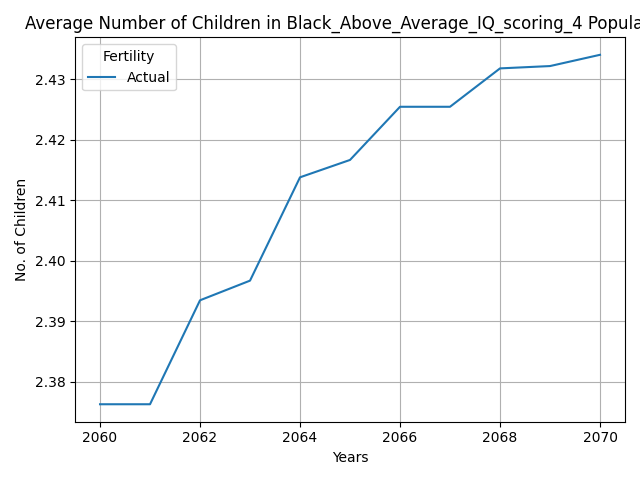 Average Number of Children in Black_Above_Average_IQ_scoring_4 Popula
Fertility
Actual
No. of Children
2.43
2.42
2.41
2.40
2.39
2.38
2060 2062 2064 2066 2068 2070
Years